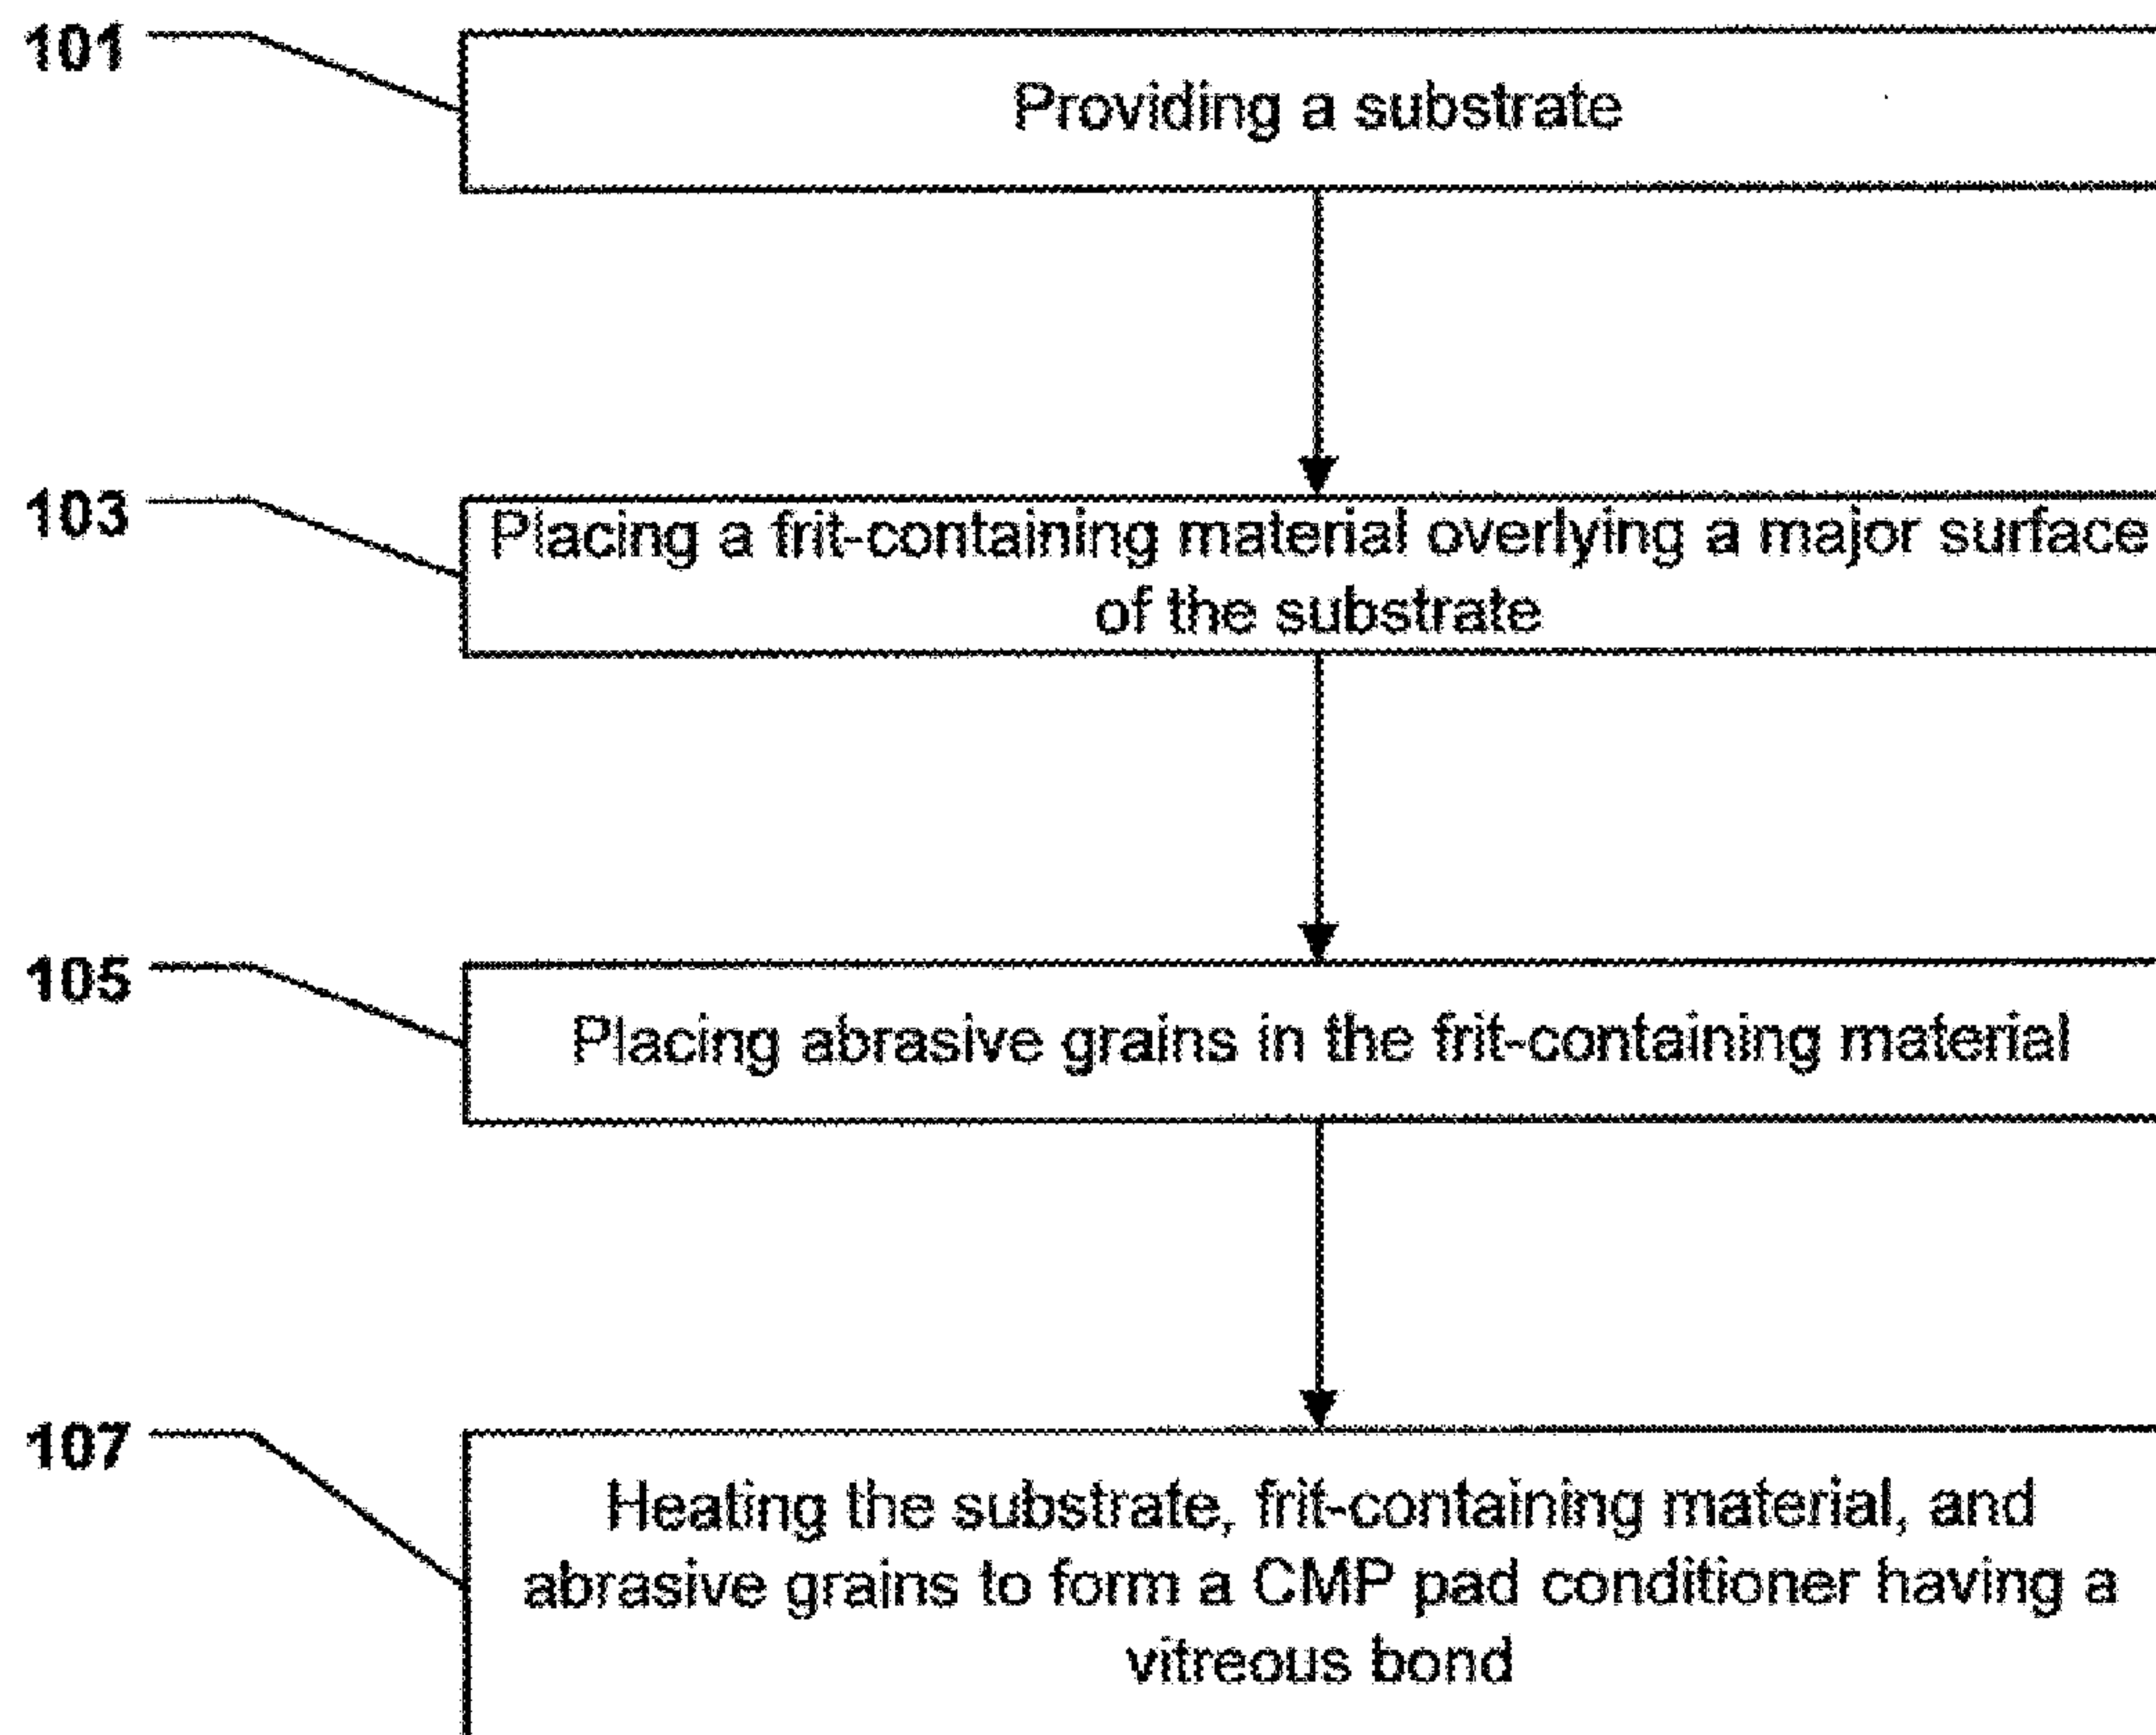 101
Providing a substrate
103
Placing a frit-containing material overlying a major surface
of the substrate
105
Placing abrasive grains in the frit-containing material
107
Heating the substrate, frit-containing material, and
abrasive grains to form a CMP pad conditioner having a
vitreous bond